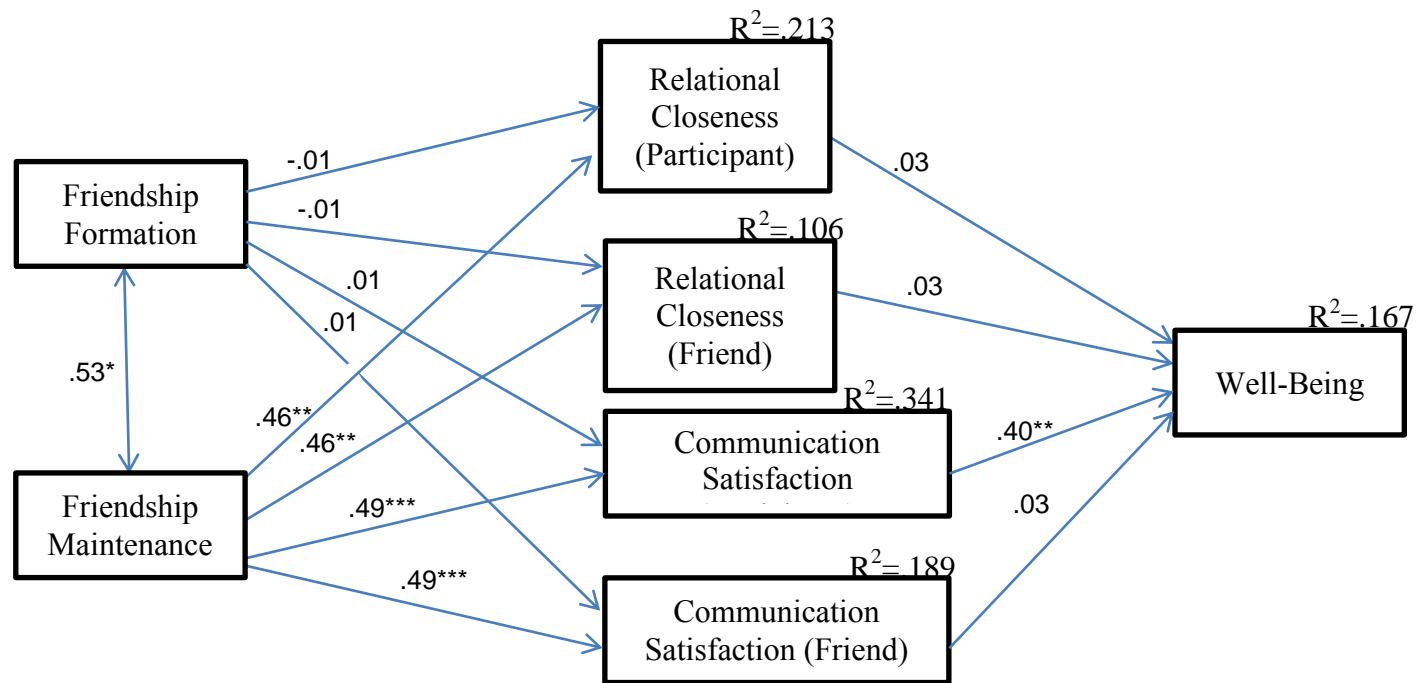 R²=.213
Relational
Closeness
(Participant)
-.01
.03
Friendship
Formation
-.01
R²=.106
Relational
Closeness
(Friend)
.01
.03
.01
R²=.167
Well-Being
.53*
.46**
.46**
R²=.341
Communication
Satisfaction
.40**
Friendship
Maintenance
.49***
.03
.49***
R²=.189
Communication
Satisfaction (Friend)